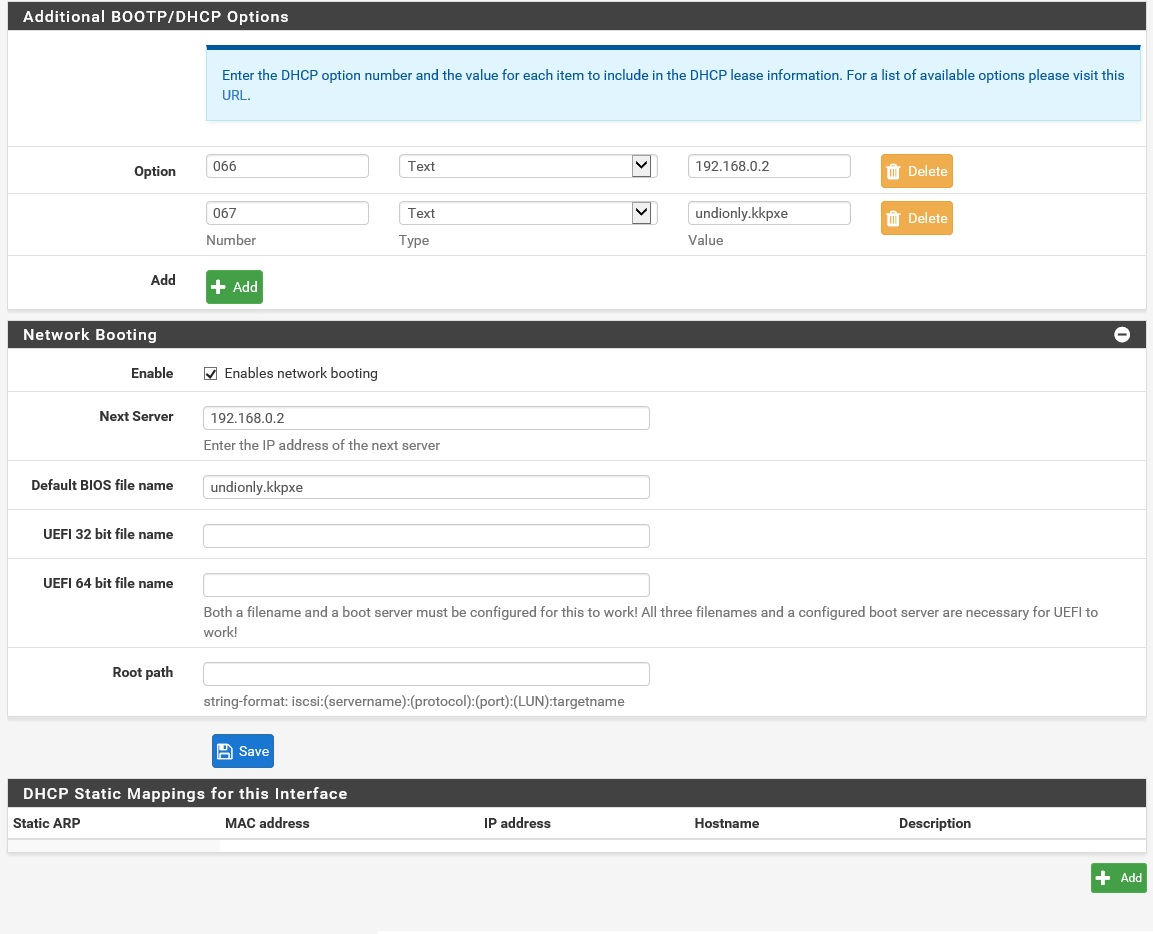 Additional BOOTP/DHCP Options
Enter the DHCP option number and the value for each item to include in the DHCP lease information. For a list of available options please visit this
URL.
Option 066 Text 192.168.0.2 Delete
067 Text undionly.kkpxe Delete
Number Type Value
Add Add
Network Booting
Enable Enables network booting
Next Server 192.168.0.2
Enter the IP address of the next server
Default BIOS file name undionly.kkpxe
UEFI 32 bit file name
UEFI 64 bit file name
Both a filename and a boot server must be configured for this to work! All three filenames and a configured boot server are necessary for UEFI to
work!
Root path
string-format: iscsi:(servername):(protocol):(port):(LUN):targetname
Save
DHCP Static Mappings for this Interface
Static ARP MAC address IP address Hostname Description
Add